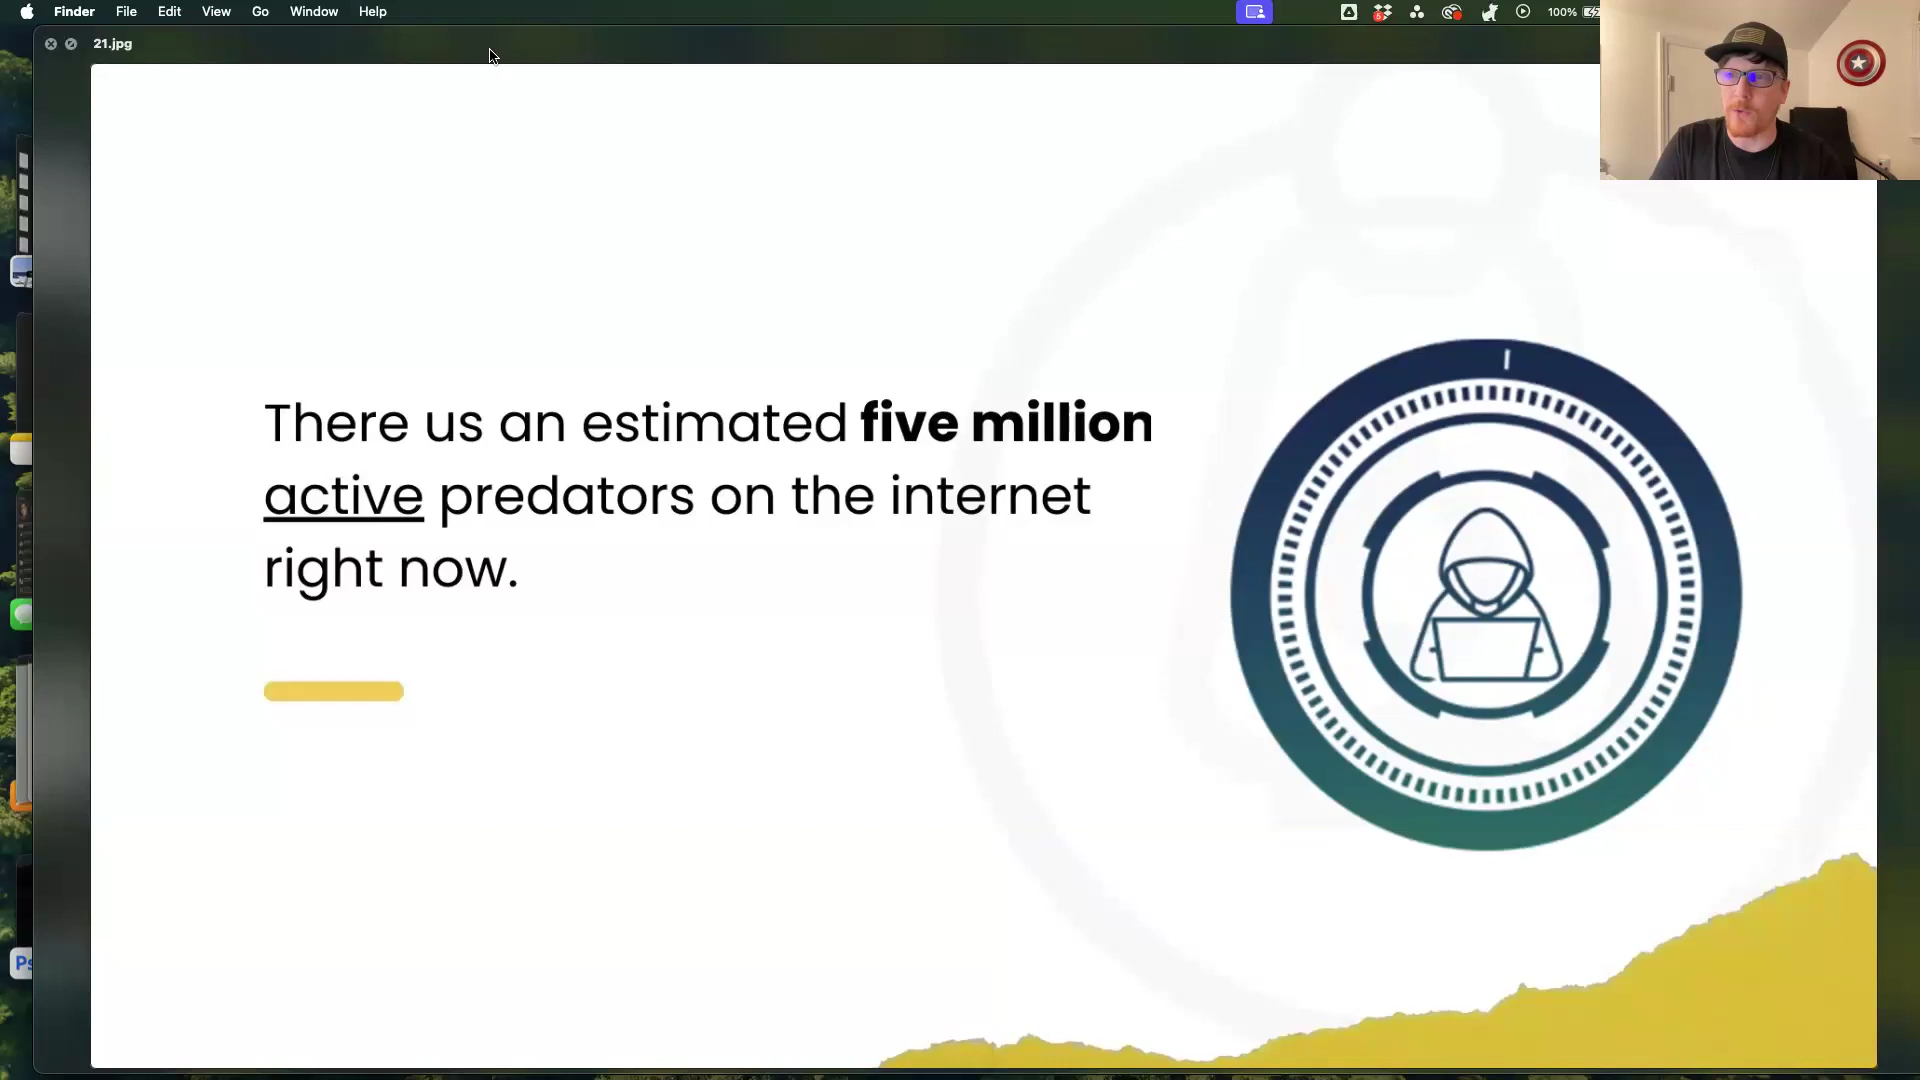 Finder File Edit View Go Window Help
100%
21.jpg
There us an estimated five million
active predators on the internet
right now.
Ps